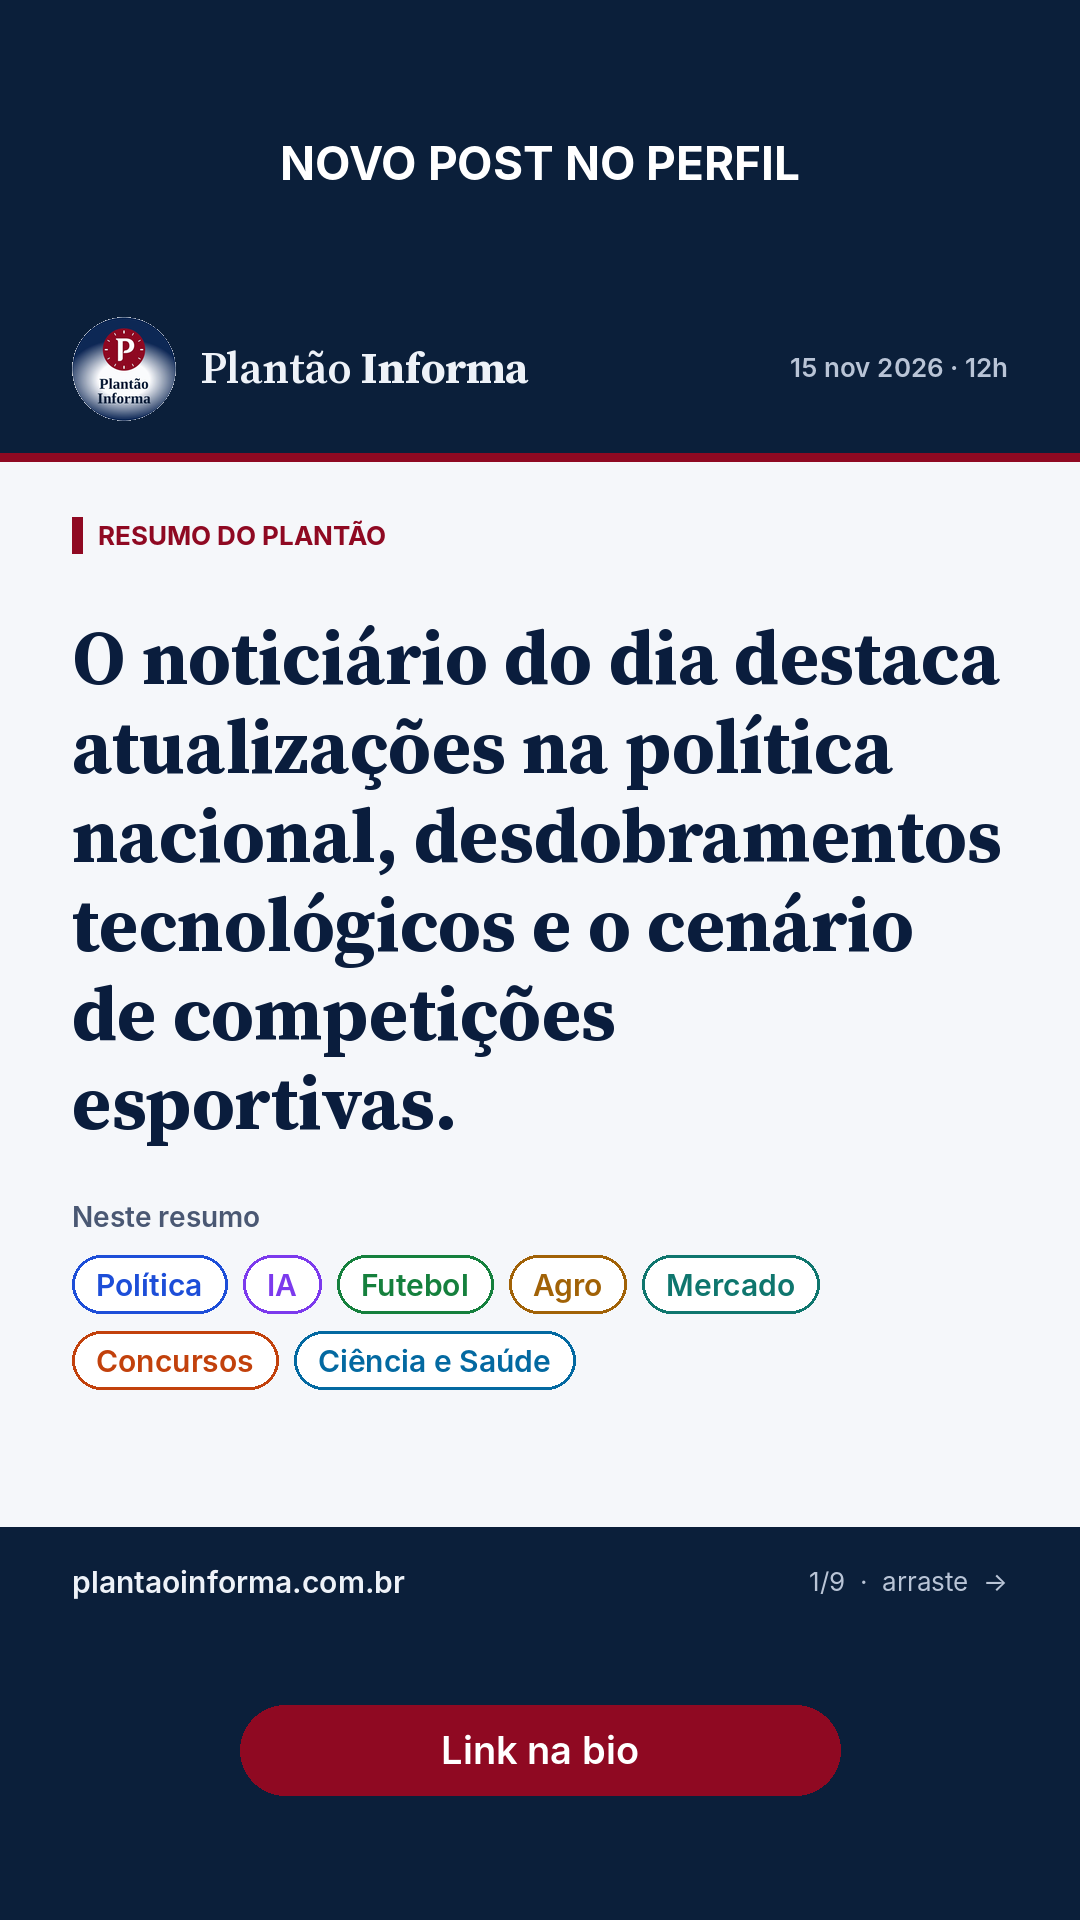 NOVO POST NO PERFIL
P
Plantão
Informa
Plantão Informa
15 nov 2026 · 12h
RESUMO DO PLANTÃO
O noticiário do dia destaca
atualizações na política
nacional, desdobramentos
tecnológicos e o cenário
de competições
esportivas.
Neste resumo
Política IA Futebol Agro Mercado
Concursos Ciência e Saúde
plantaoinforma.com.br
1/9 · arraste →
Link na bio